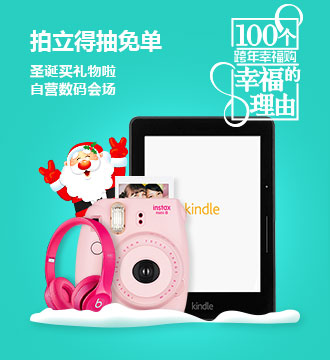 拍立得抽免单
圣诞买礼物啦
自营数码会场
100个
跨年幸福购
幸福的
理由
kindle
instax
mini 8
kindle